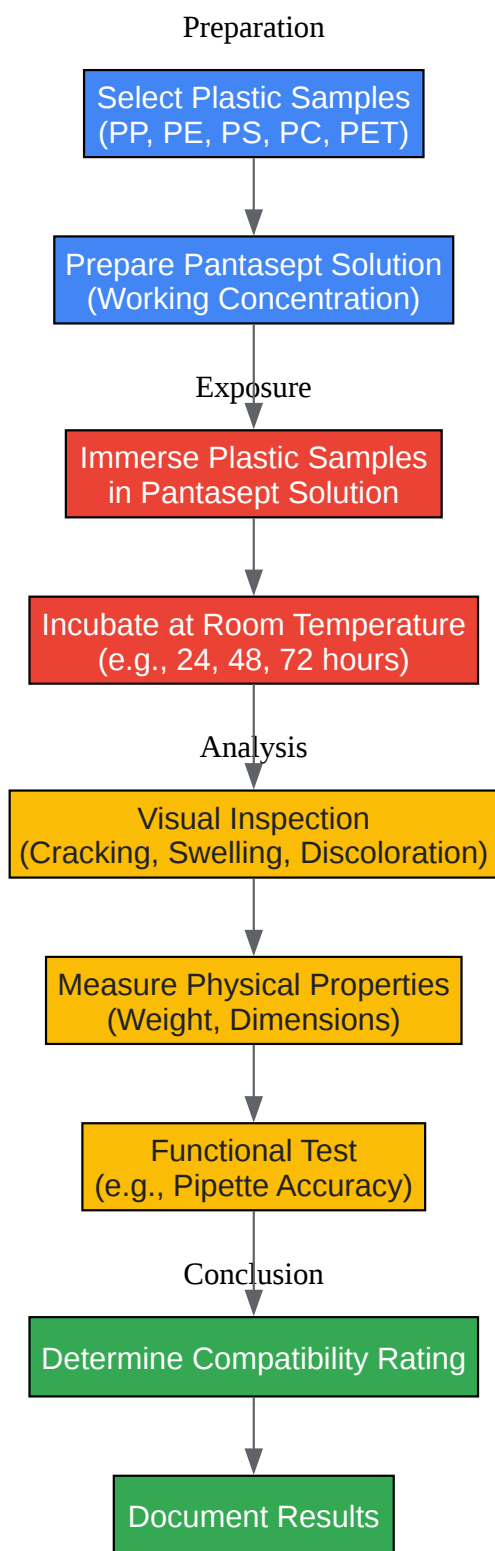 Preparation
Select Plastic Samples
(PP, PE, PS, PC, PET)
Prepare Pantasept Solution
(Working Concentration)
Exposure
Immerse Plastic Samples
in Pantasept Solution
Incubate at Room Temperature
(e.g., 24, 48, 72 hours)
Analysis
Visual Inspection
(Cracking, Swelling, Discoloration)
Measure Physical Properties
(Weight, Dimensions)
Functional Test
(e.g., Pipette Accuracy)
Conclusion
Determine Compatibility Rating
Document Results